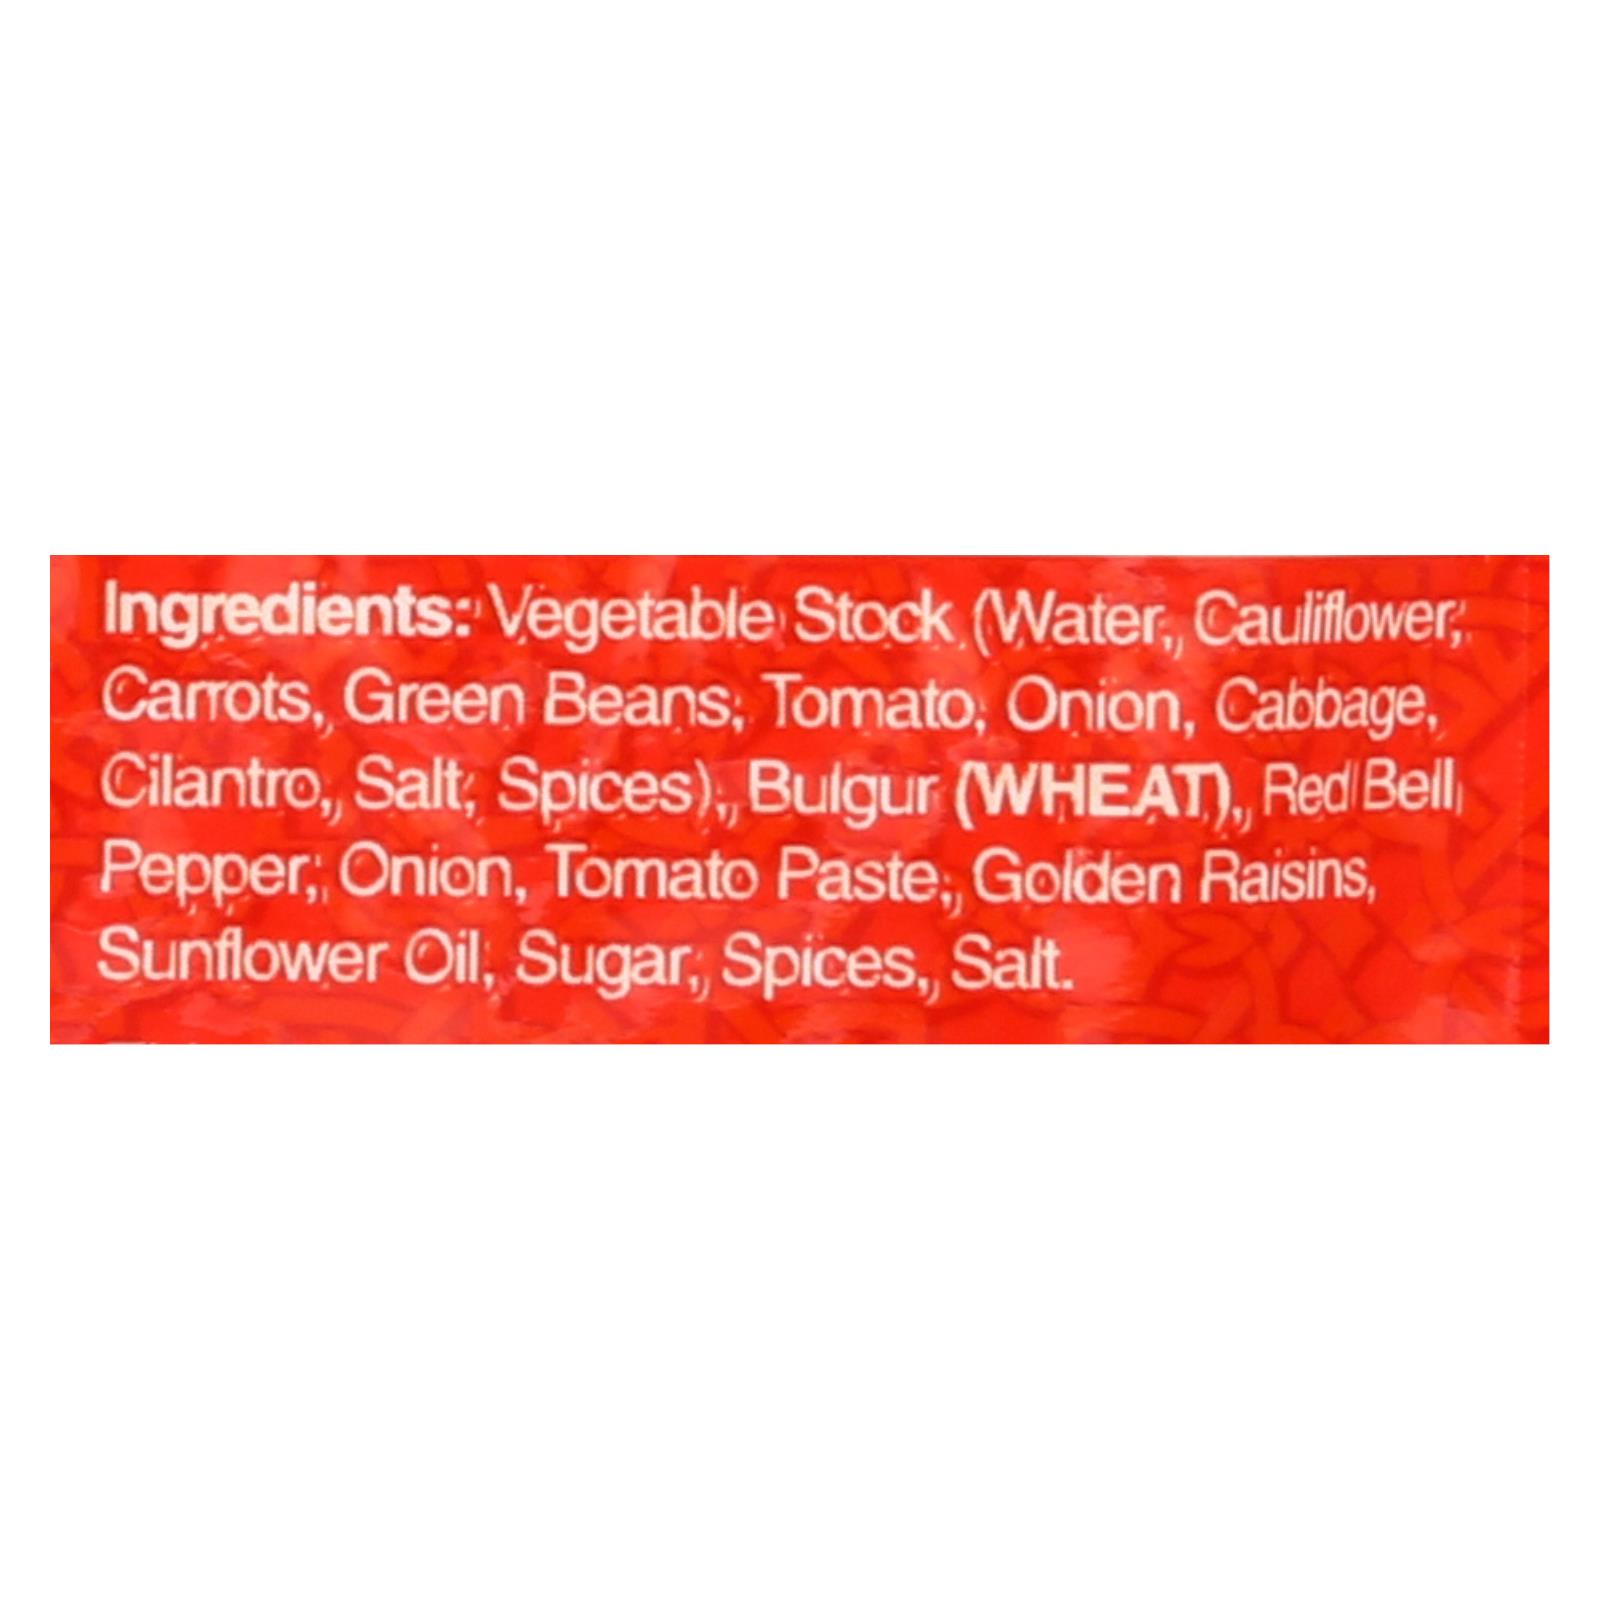 Ingredients: Vegetable Stock (Water, Cauliflower,
Carrots, Green Beans, Tomato, Onion, Cabbage,
Cilantro, Salt, Spices), Bulgur (WHEAT), Red Bell
Pepper, Onion, Tomato Paste, Golden Raisins,
Sunflower Oil, Sugar, Spices, Salt.